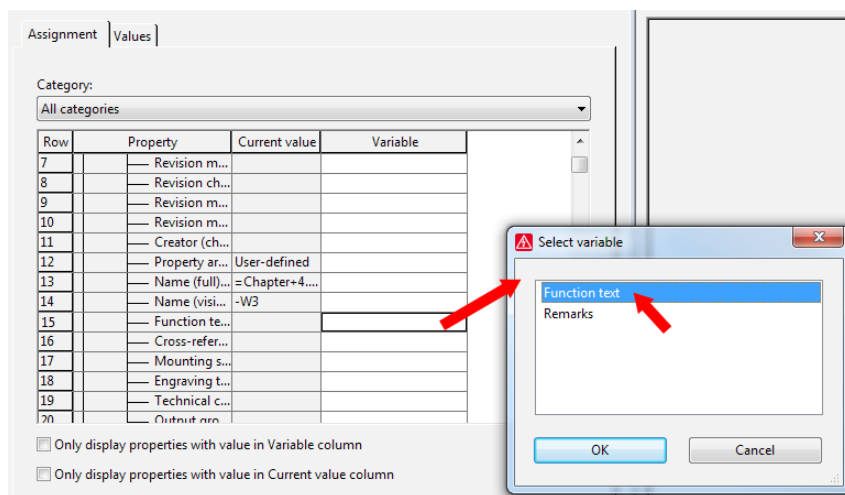 Assignment Values
Category:
All categories
Row Property Current value Variable
7 Revision m...
8 Revision ch...
9 Revision m...
10 Revision m...
11 Creator (ch...
12 Property ar... User-defined
13 Name (full)... =Chapter+4....
14 Name (visi... -W3
15 Function te...
16 Cross-refer...
17 Mounting s...
18 Engraving t...
19 Technical c...
20 Output gro...
Only display properties with value in Variable column
Only display properties with value in Current value column
Select variable
Function text
Remarks
OK Cancel